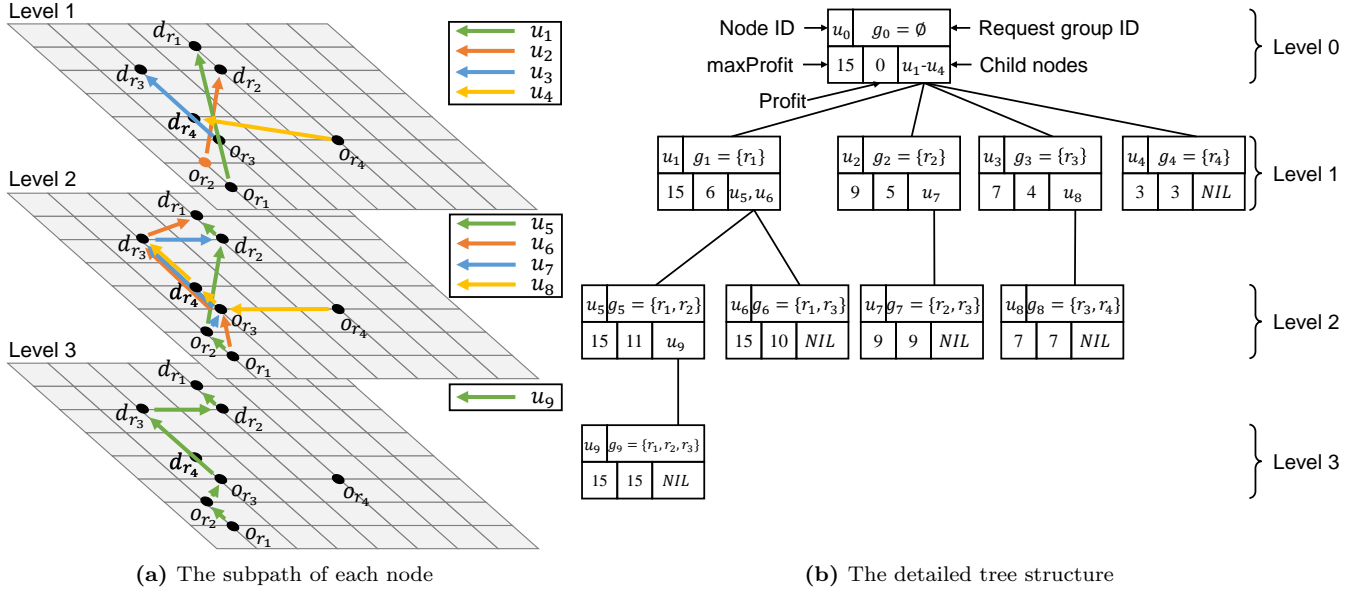 Level 1
d_{r_1}
d_{r_3}
d_{r_2}
d_{r_4}
o_{r_3}
o_{r_4}
o_{r_2}
o_{r_1}
u_1
u_2
u_3
u_4
Level 2
d_{r_1}
d_{r_3}
d_{r_2}
d_{r_4}
o_{r_3}
o_{r_4}
o_{r_2}
o_{r_1}
u_5
u_6
u_7
u_8
Level 3
d_{r_1}
d_{r_3}
d_{r_2}
d_{r_4}
o_{r_3}
o_{r_4}
o_{r_2}
o_{r_1}
u_9
(a) The subpath of each node
Node ID u_0 g_0 = ∅ Request group ID
maxProfit 15 0 u_1-u_4 Child nodes
Profit
Level 0
u_1 g_1 = {r_1} u_2 g_2 = {r_2} u_3 g_3 = {r_3} u_4 g_4 = {r_4}
15 6 u_5, u_6 9 5 u_7 7 4 u_8 3 3 NIL
Level 1
u_5 g_5 = {r_1, r_2} u_6 g_6 = {r_1, r_3} u_7 g_7 = {r_2, r_3} u_8 g_8 = {r_3, r_4}
15 11 u_9 15 10 NIL 9 9 NIL 7 7 NIL
Level 2
u_9 g_9 = {r_1, r_2, r_3}
15 15 NIL
Level 3
(b) The detailed tree structure